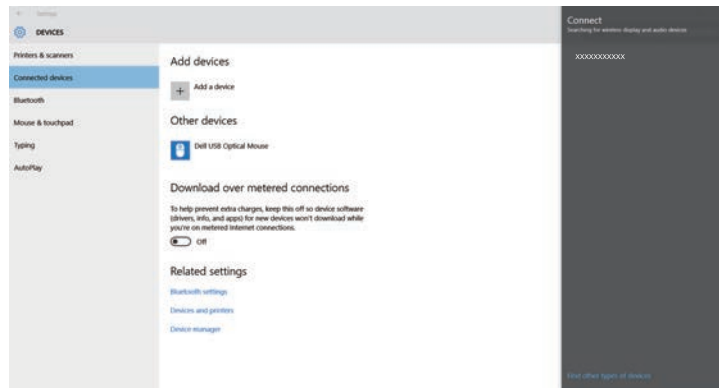 Settings
DEVICES
Printers & scanners
Connected devices
Bluetooth
Mouse & touchpad
Typing
AutoPlay
Add devices
Add a device
Other devices
Dell USB Optical Mouse
Download over metered connections
To help prevent extra charges, keep this off so device software
(drivers, info, and apps) for new devices won't download while
you're on metered Internet connections.
Off
Related settings
Bluetooth settings
Devices and printers
Device manager
Connect
Searching for wireless display and audio devices
XXXXXXXXXXX
Find other types of devices